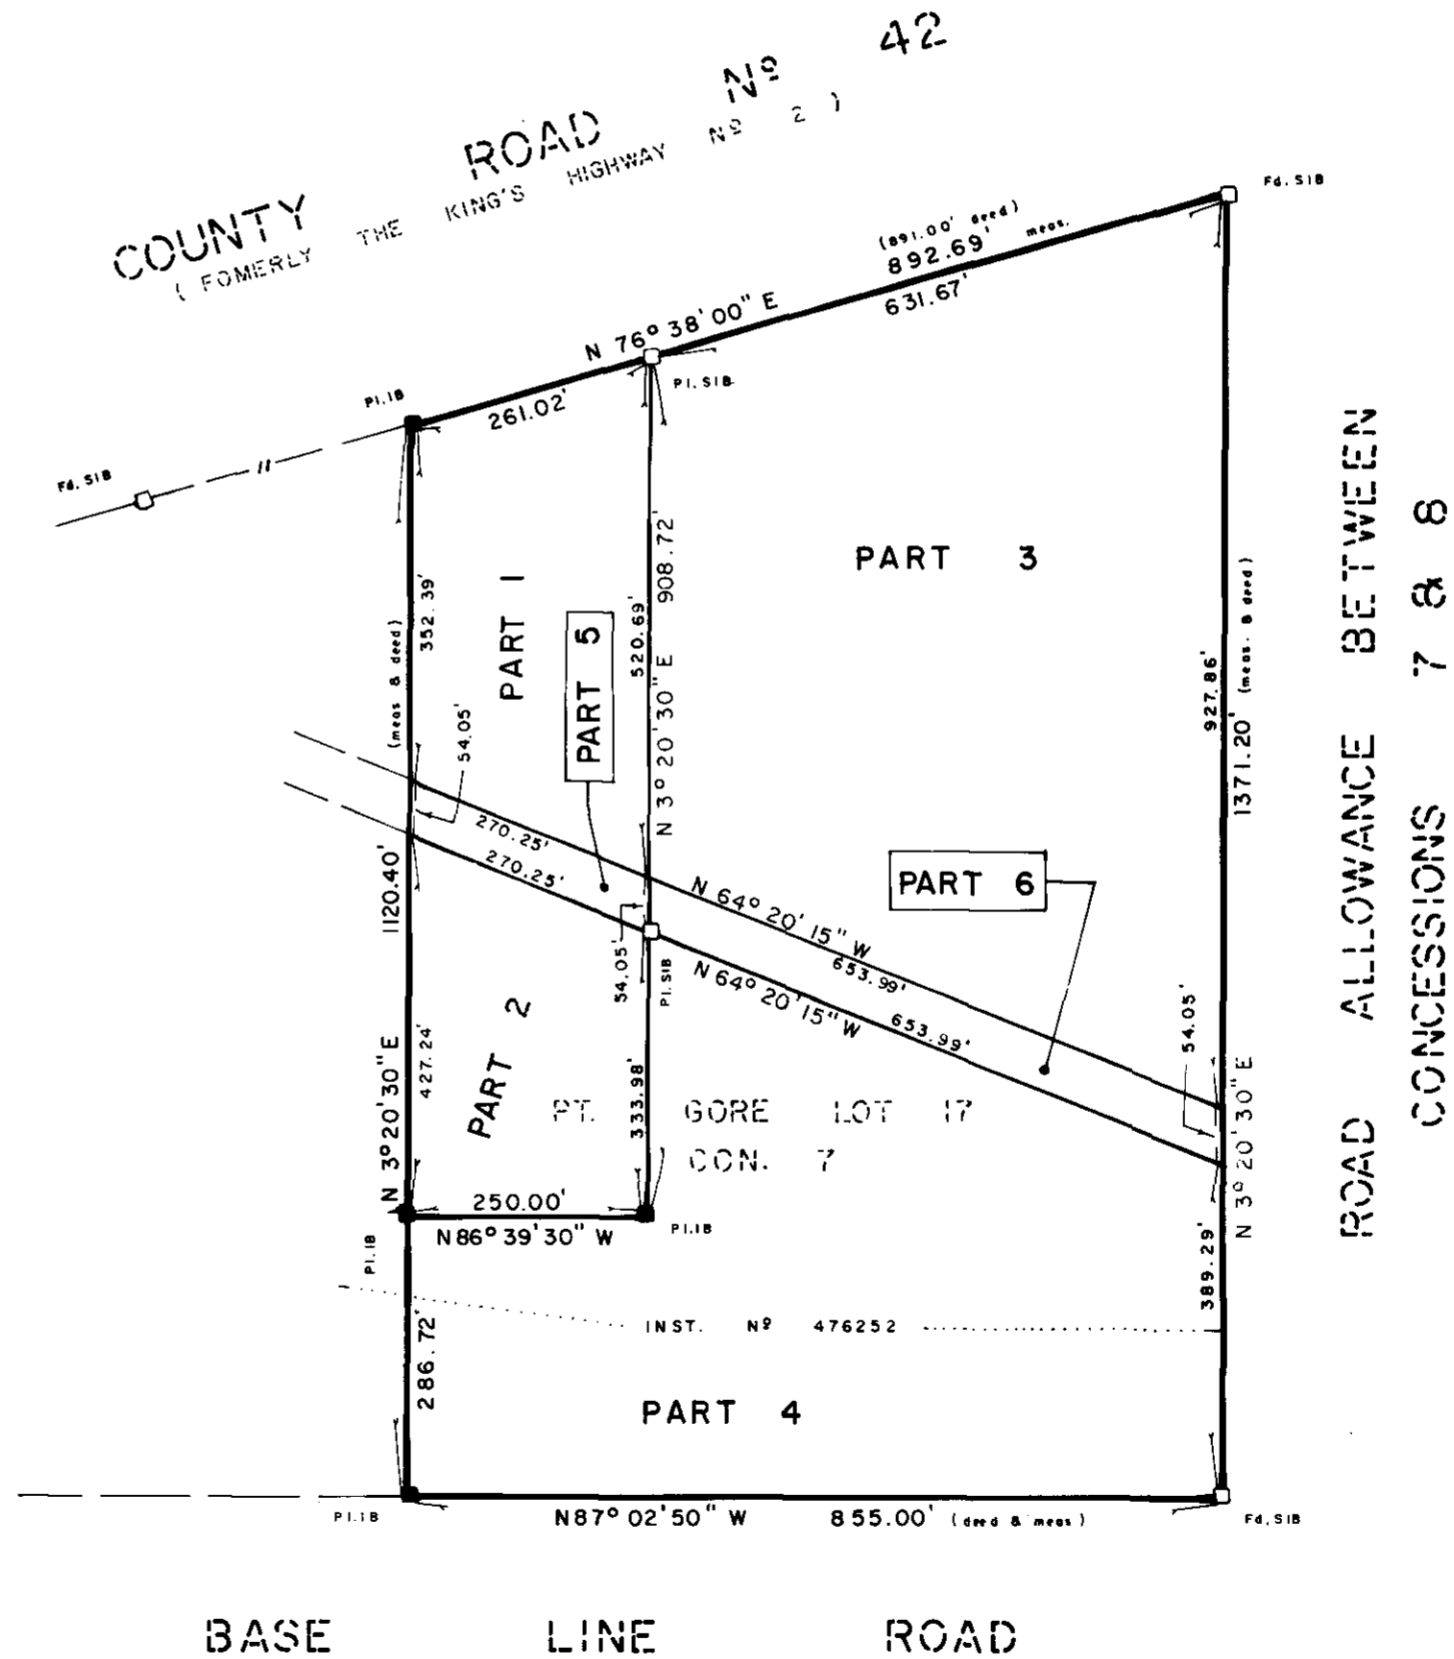 COUNTY ROAD Nº 42
( FOMERLY THE KING'S HIGHWAY Nº 2 )
Fd. SIB
(891.00' deed)
892.69' meas.
631.67'
N 76° 38' 00" E
Pl. SIB
Pl. IB
261.02'
Fd. SIB
352.39'
(meas & deed)
PART 1
PART 5
520.69'
908.72'
N 3° 20' 30" E
PART 3
927.86'
1371.20' (meas. & deed)
ROAD ALLOWANCE BETWEEN
CONCESSIONS 7 & 8
54.05'
270.25'
270.25'
1120.40'
N 64° 20' 15" W
653.99'
PART 6
N 64° 20' 15" W
653.99'
54.05'
Pl. SIB
54.05'
N 3° 20' 30" E
427.24'
PART 2
333.98'
PT. GORE LOT 17
CON. 7
N 3° 20' 30" E
250.00'
N 86° 39' 30" W
Pl. IB
Pl. IB
389.29'
INST. Nº 476252
286.72'
PART 4
Pl. IB
N 87° 02' 50" W 855.00' (deed & meas)
Fd. SIB
BASE LINE ROAD